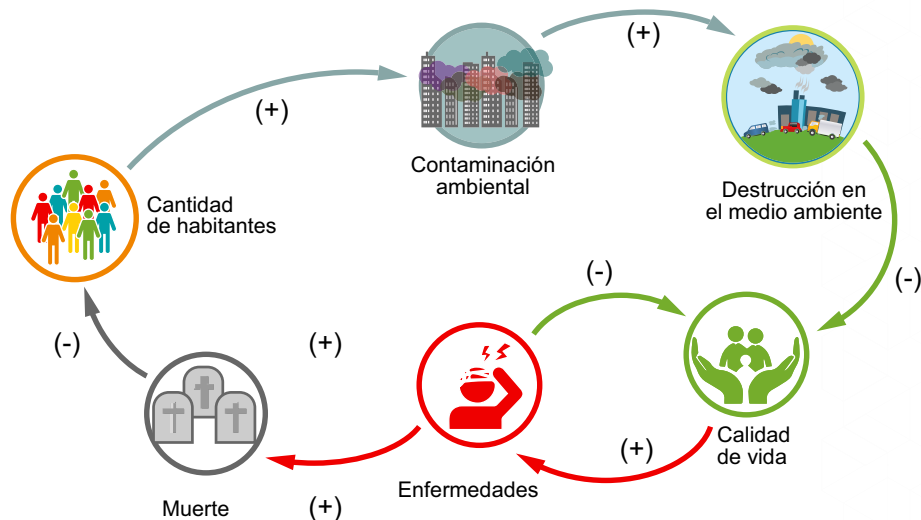 (+)
(+)
Contaminación
ambiental
Destrucción en
el medio ambiente
Cantidad
de habitantes
(-)
(-)
(-)
(+)
Calidad
de vida
(+)
Enfermedades
Muerte
(+)